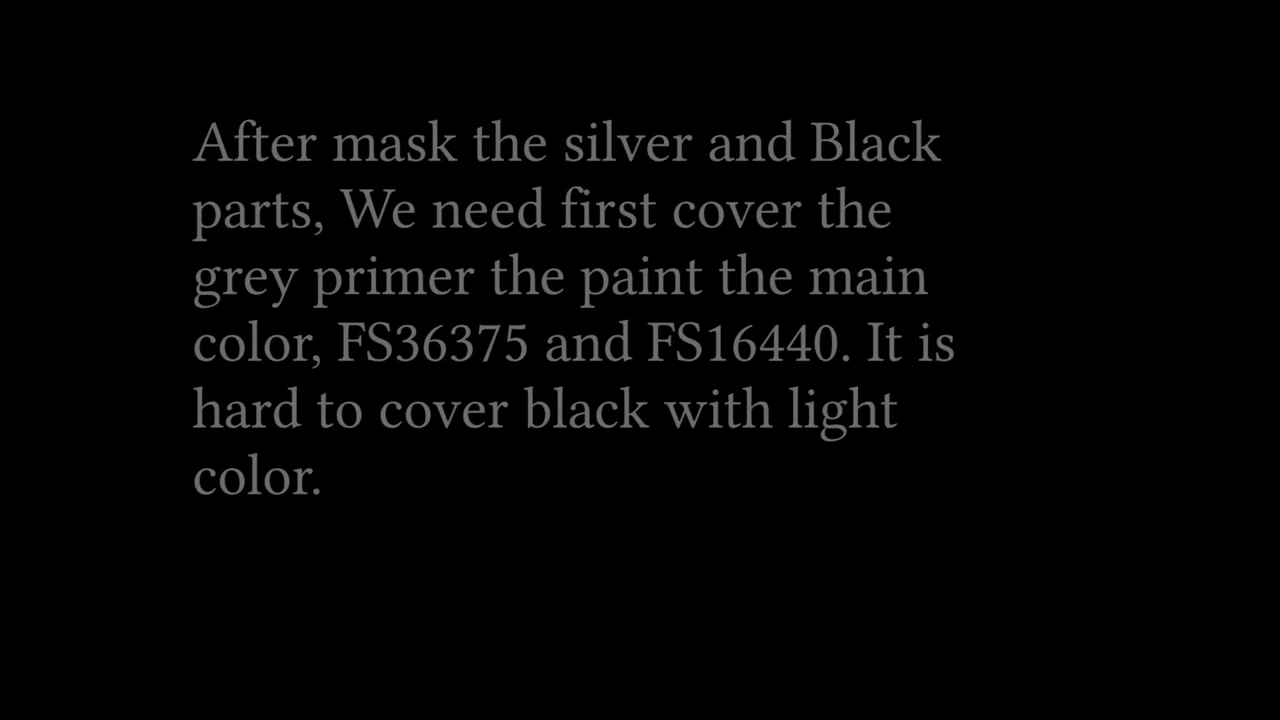 After mask the silver and Black
parts, We need first cover the
grey primer the paint the main
color, FS36375 and FS16440. It is
hard to cover black with light
color.